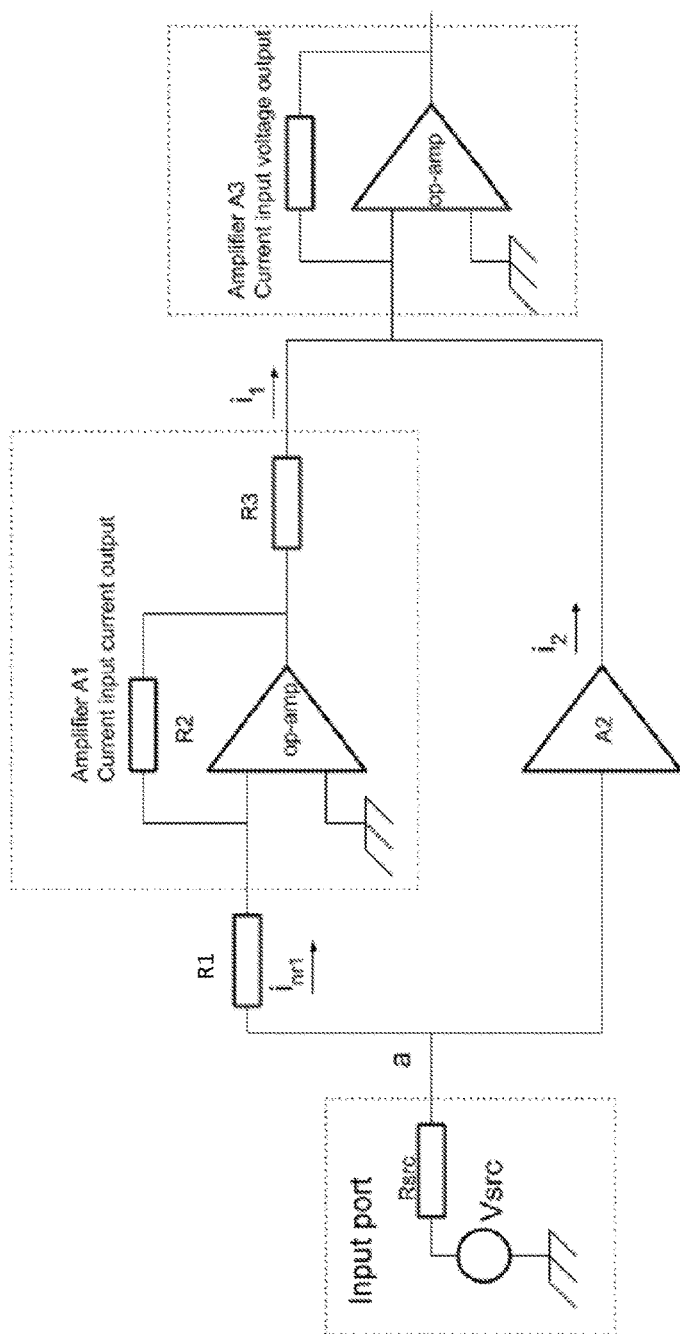 Input port
Vsrc
Rsrc
a
R1
i_nr1
Amplifier A1
Current input current output
R2
op-amp
R3
i_1
A2
i_2
Amplifier A3
Current input voltage output
op-amp